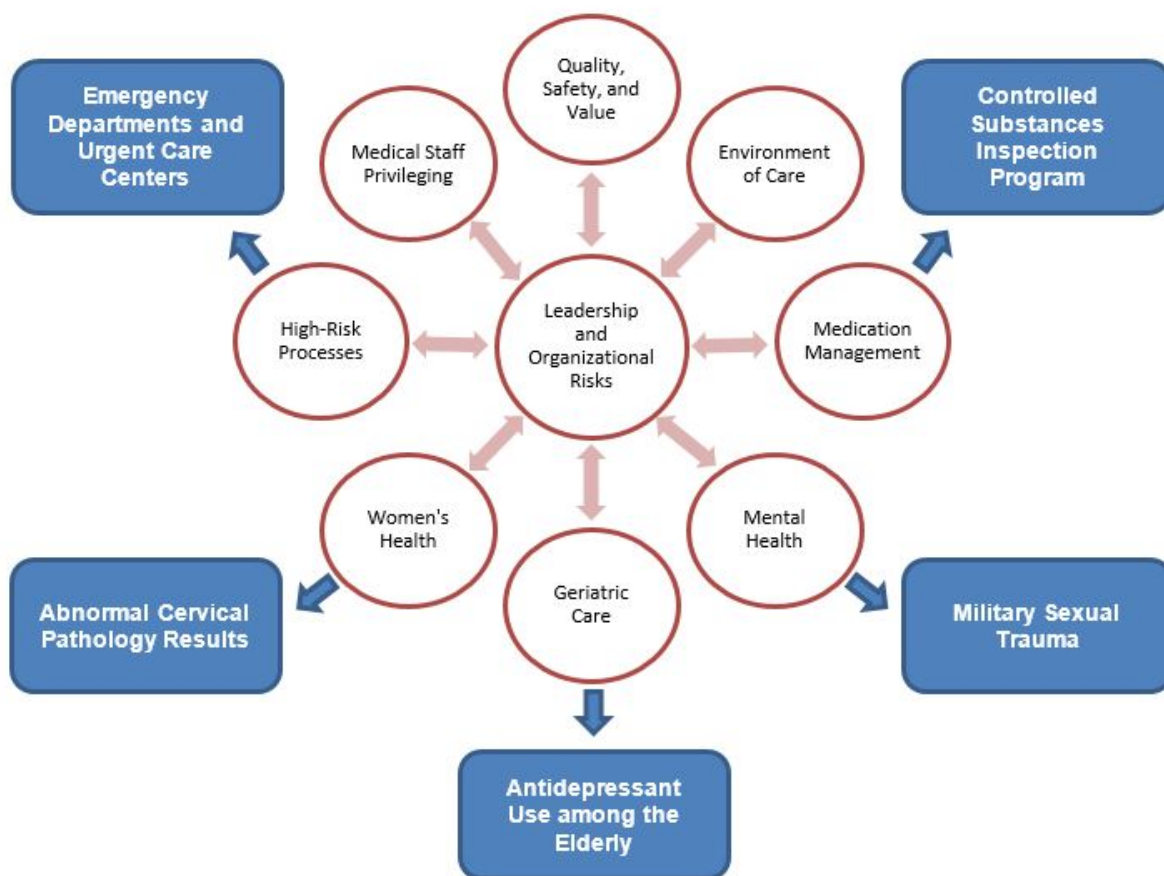 Quality,
Safety, and
Value
Emergency
Departments and
Urgent Care
Centers
Medical Staff
Privileging
Environment
of Care
Controlled
Substances
Inspection
Program
High-Risk
Processes
Leadership
and
Organizational
Risks
Medication
Management
Women's
Health
Mental
Health
Geriatric
Care
Abnormal Cervical
Pathology Results
Military Sexual
Trauma
Antidepressant
Use among the
Elderly